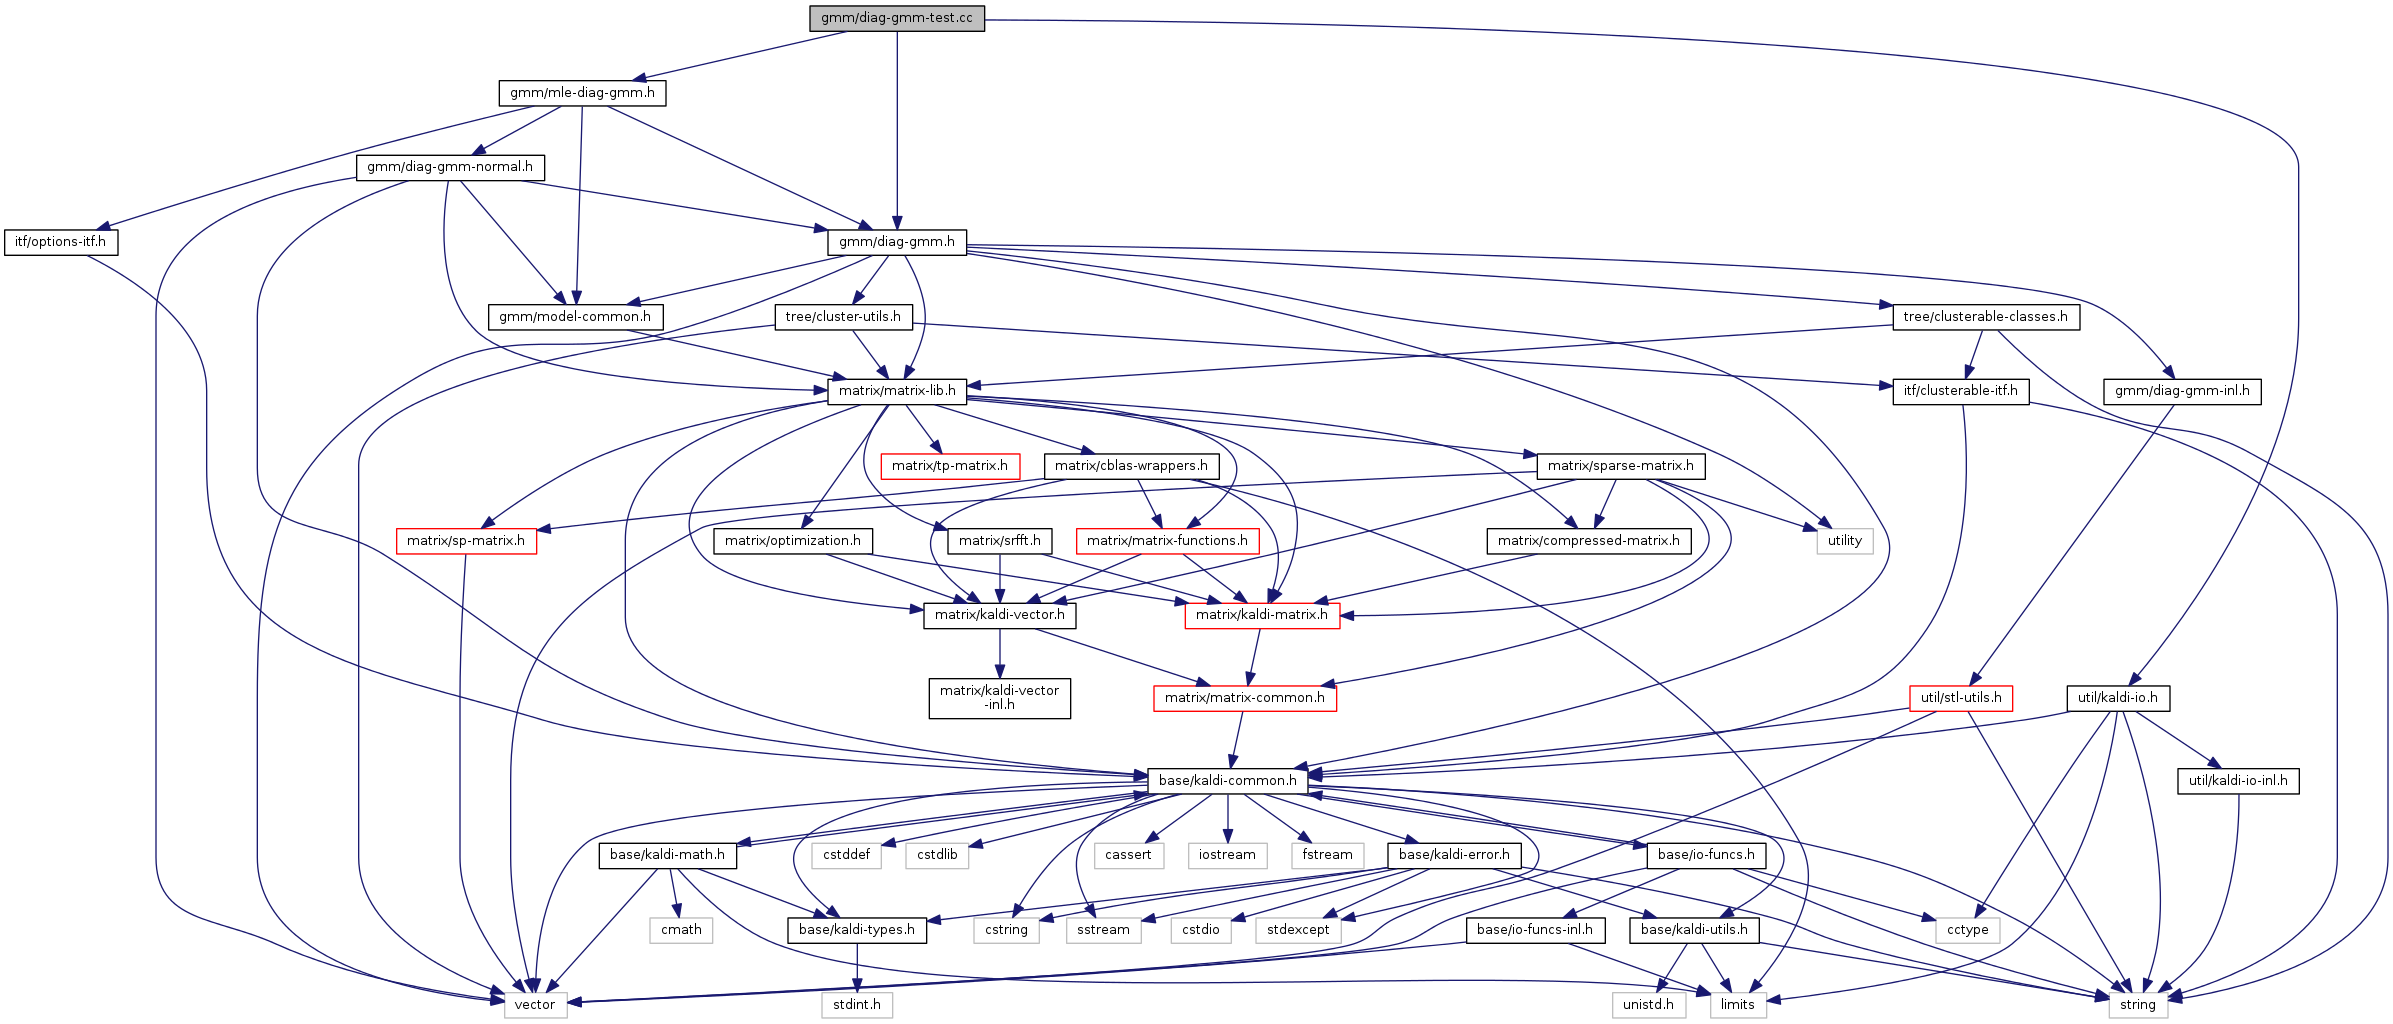 gmm/diag-gmm-test.cc
gmm/mle-diag-gmm.h
gmm/diag-gmm-normal.h
itf/options-itf.h
gmm/diag-gmm.h
gmm/model-common.h
tree/cluster-utils.h
tree/clusterable-classes.h
matrix/matrix-lib.h
itf/clusterable-itf.h
gmm/diag-gmm-inl.h
matrix/tp-matrix.h
matrix/cblas-wrappers.h
matrix/sparse-matrix.h
matrix/sp-matrix.h
matrix/optimization.h
matrix/srfft.h
matrix/matrix-functions.h
matrix/compressed-matrix.h
utility
matrix/kaldi-vector.h
matrix/kaldi-matrix.h
matrix/kaldi-vector
-inl.h
matrix/matrix-common.h
util/stl-utils.h
util/kaldi-io.h
base/kaldi-common.h
util/kaldi-io-inl.h
base/kaldi-math.h
cstddef
cstdlib
cassert
iostream
fstream
base/kaldi-error.h
base/io-funcs.h
cmath
base/kaldi-types.h
cstring
sstream
cstdio
stdexcept
base/io-funcs-inl.h
base/kaldi-utils.h
cctype
vector
stdint.h
unistd.h
limits
string